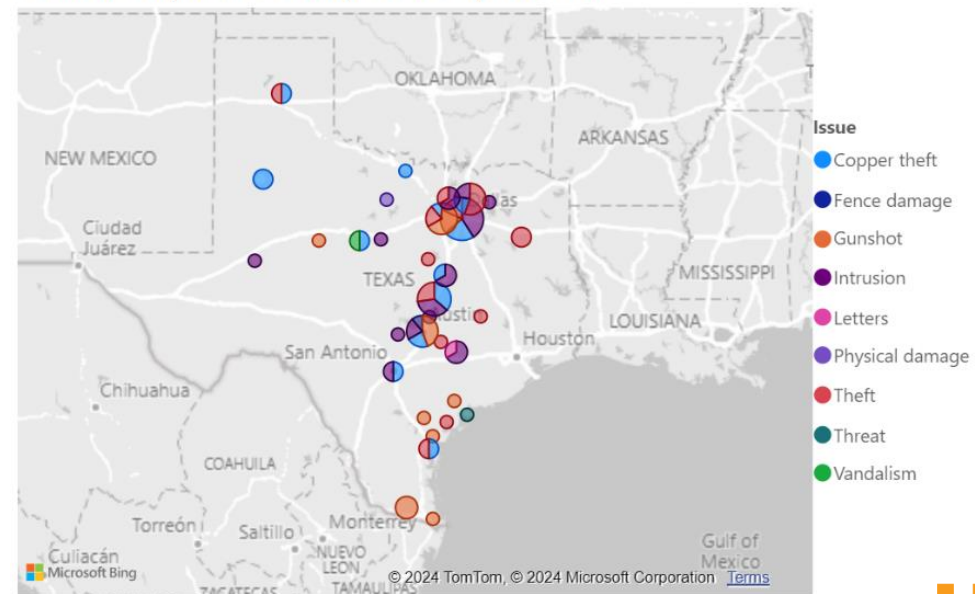 OKLAHOMA
ARKANSAS
NEW MEXICO
Ciudad
Juárez
MISSISSIPPI
TEXAS
LOUISIANA
Houston
San Antonio
Chihuahua
COAHUILA
Torreón
Saltillo
Monterrey
NUEVO
LEÓN
Culiacán
Gulf of
Mexico
Microsoft Bing
© 2024 TomTom, © 2024 Microsoft Corporation Terms
TAMAULIPAS
Issue
Copper theft
Fence damage
Gunshot
Intrusion
Letters
Physical damage
Theft
Threat
Vandalism